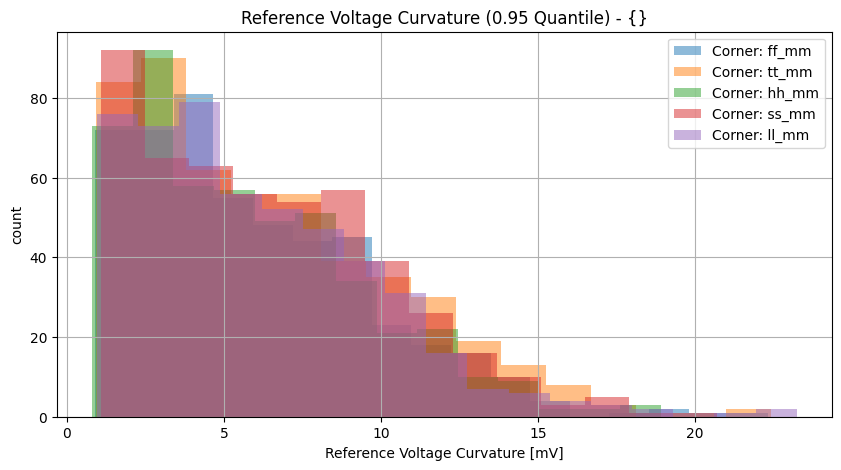 Reference Voltage Curvature (0.95 Quantile) - {}
Corner: ff_mm
Corner: tt_mm
Corner: hh_mm
Corner: ss_mm
Corner: ll_mm
count
80
60
40
20
0
0 5 10 15 20
Reference Voltage Curvature [mV]